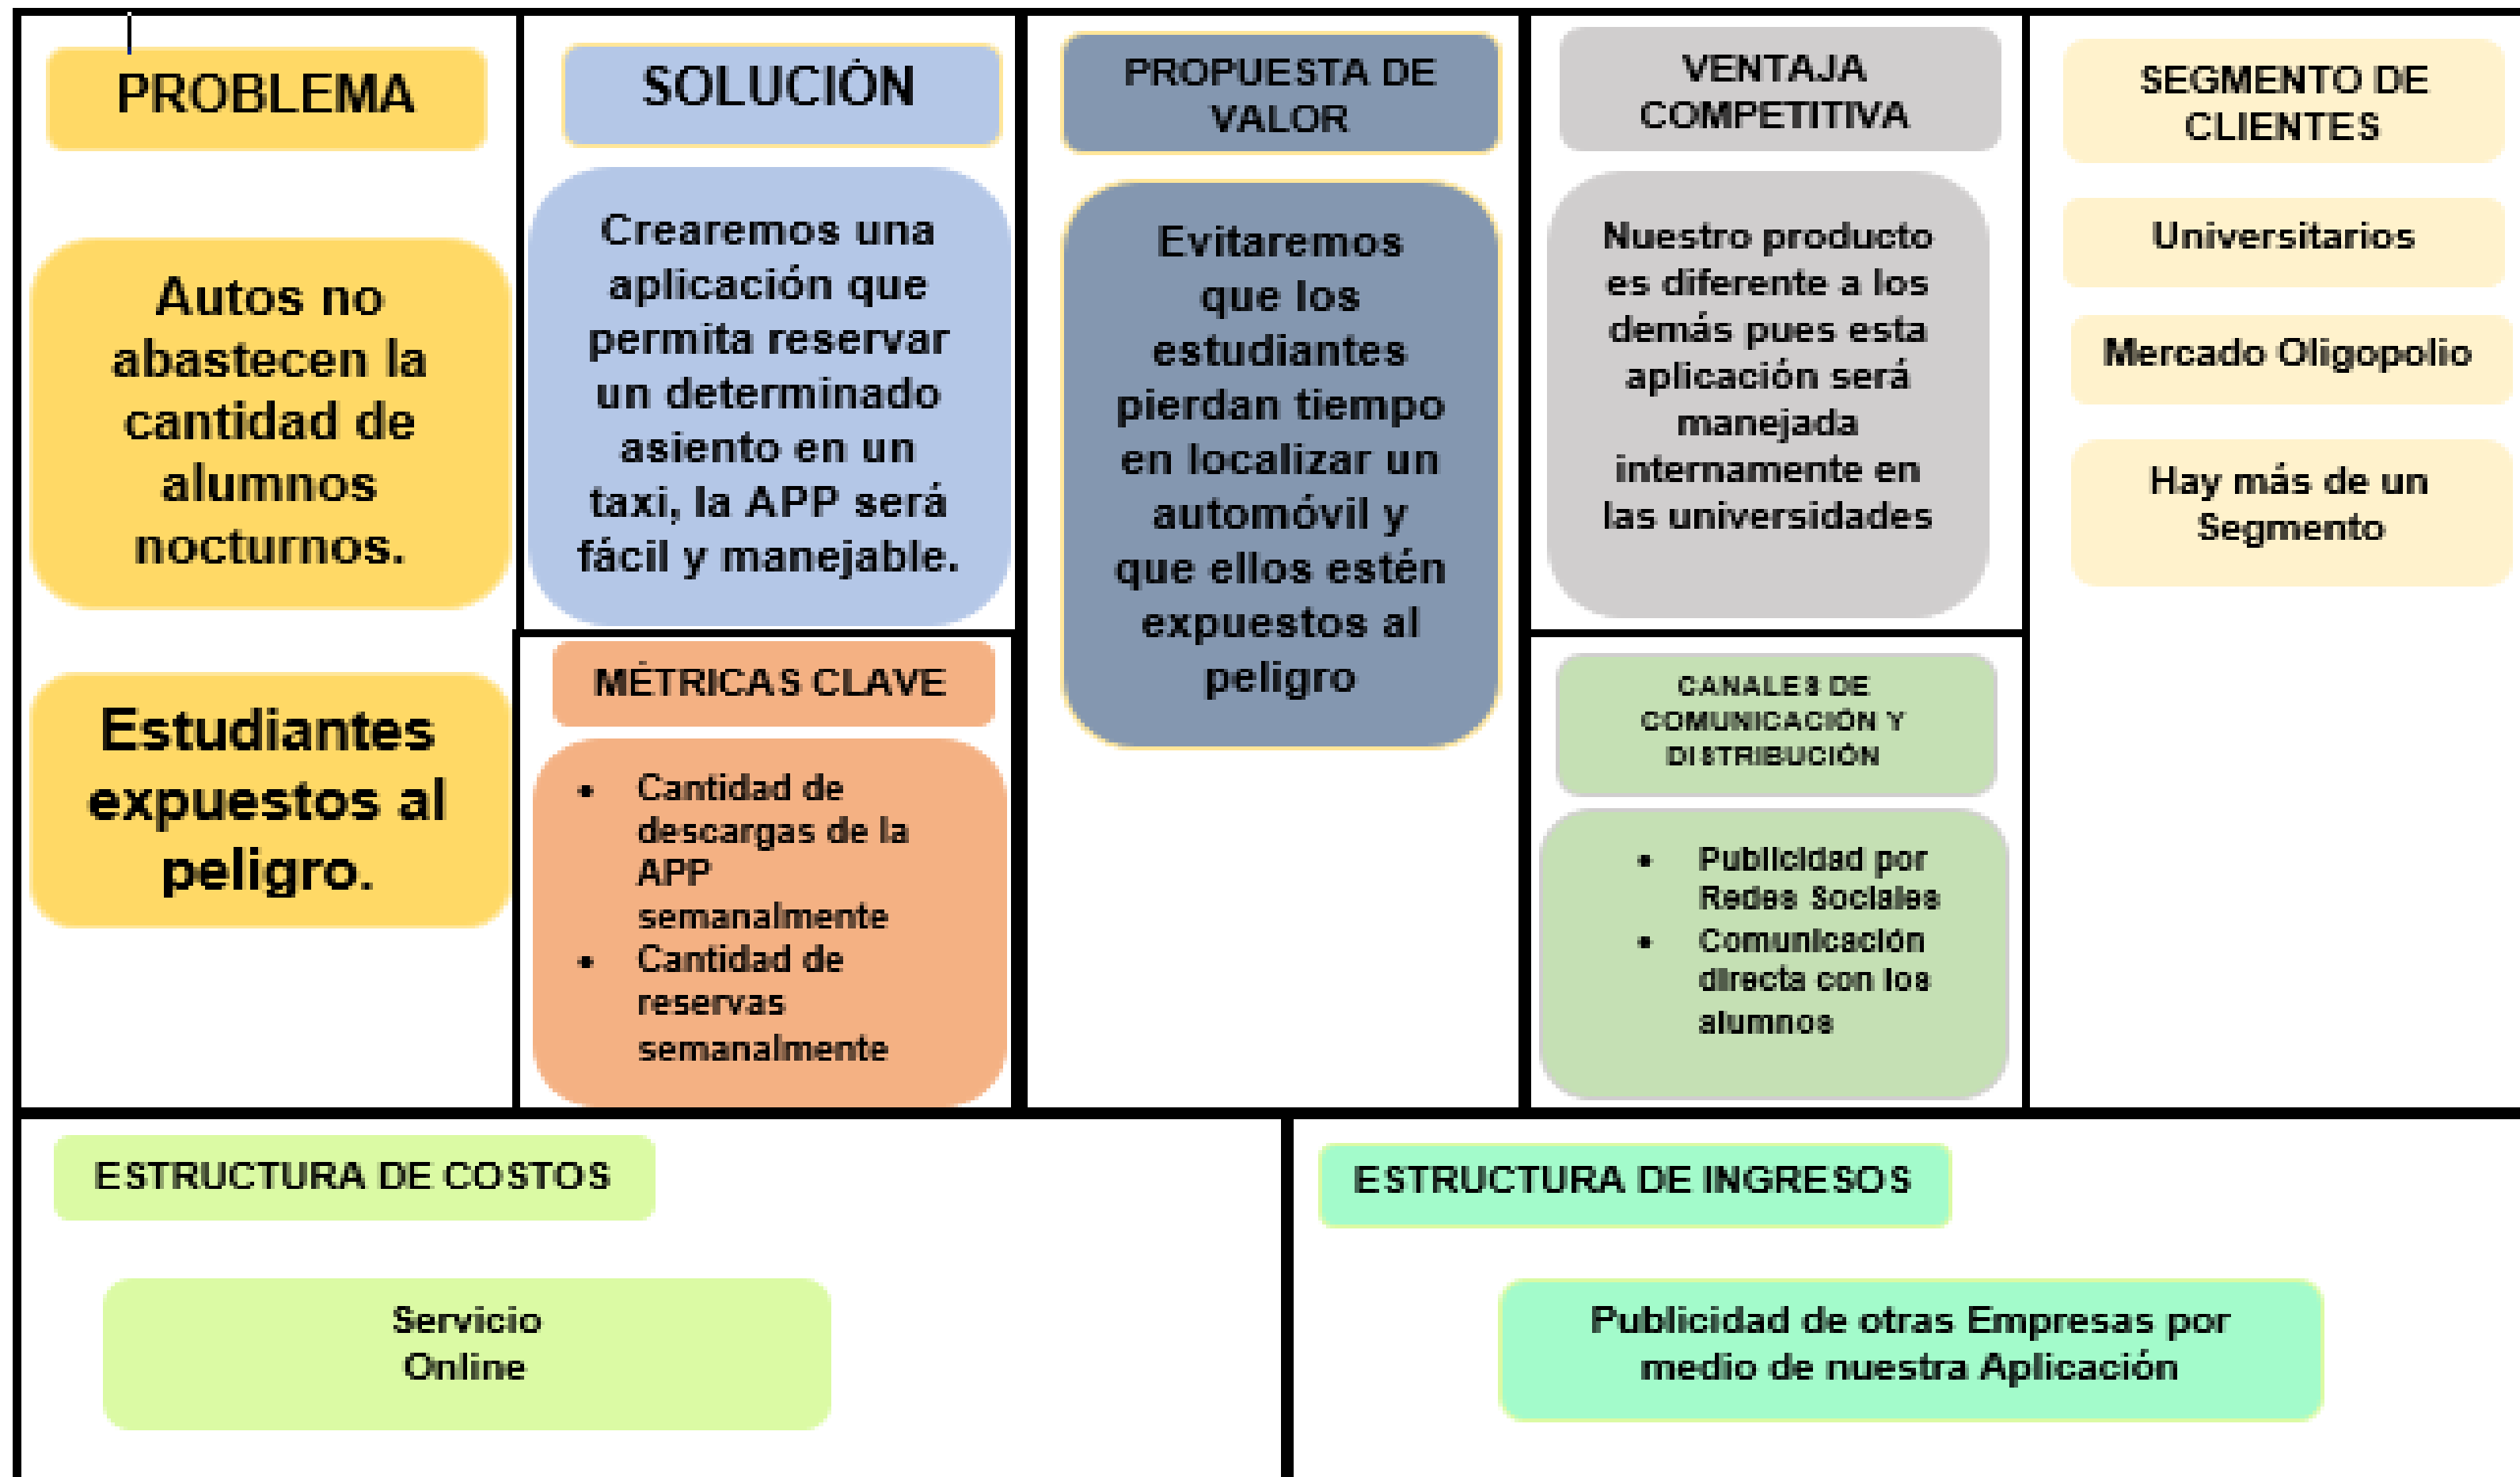 PROBLEMA
Autos no
abastecen la
cantidad de
alumnos
nocturnos.
Estudiantes
expuestos al
peligro.
SOLUCIÓN
Crearemos una
aplicación que
permita reservar
un determinado
asiento en un
taxi, la APP será
fácil y manejable.
MÉTRICAS CLAVE
• Cantidad de
descargas de la
APP
semanalmente
• Cantidad de
reservas
semanalmente
PROPUESTA DE
VALOR
Evitaremos
que los
estudiantes
pierdan tiempo
en localizar un
automóvil y
que ellos estén
expuestos al
peligro
VENTAJA
COMPETITIVA
Nuestro producto
es diferente a los
demás pues esta
aplicación será
manejada
internamente en
las universidades
CANALES DE
COMUNICACIÓN Y
DISTRIBUCIÓN
• Publicidad por
Redes Sociales
• Comunicación
directa con los
alumnos
SEGMENTO DE
CLIENTES
Universitarios
Mercado Oligopolio
Hay más de un
Segmento
ESTRUCTURA DE COSTOS
Servicio
Online
ESTRUCTURA DE INGRESOS
Publicidad de otras Empresas por
medio de nuestra Aplicación